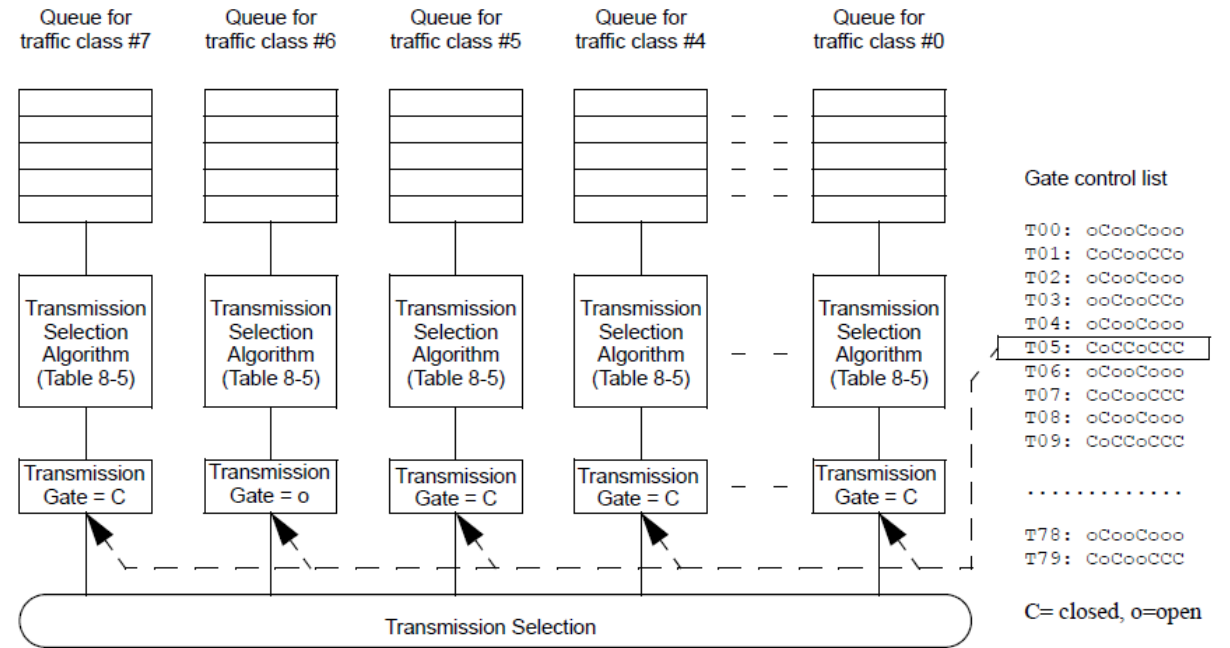 Queue for
traffic class #7
Queue for
traffic class #6
Queue for
traffic class #5
Queue for
traffic class #4
Queue for
traffic class #0
Transmission
Selection
Algorithm
(Table 8-5)
Transmission
Selection
Algorithm
(Table 8-5)
Transmission
Selection
Algorithm
(Table 8-5)
Transmission
Selection
Algorithm
(Table 8-5)
Transmission
Selection
Algorithm
(Table 8-5)
Transmission
Gate = C
Transmission
Gate = o
Transmission
Gate = C
Transmission
Gate = C
Transmission
Gate = C
Transmission Selection
Gate control list
T00: oCooCooo
T01: CoCooCCo
T02: oCooCooo
T03: ooCooCCo
T04: oCooCooo
T05: CoCCoCCC
T06: oCooCooo
T07: CoCooCCC
T08: oCooCooo
T09: CoCCoCCC
.............
T78: oCooCooo
T79: CoCooCCC
C= closed, o=open